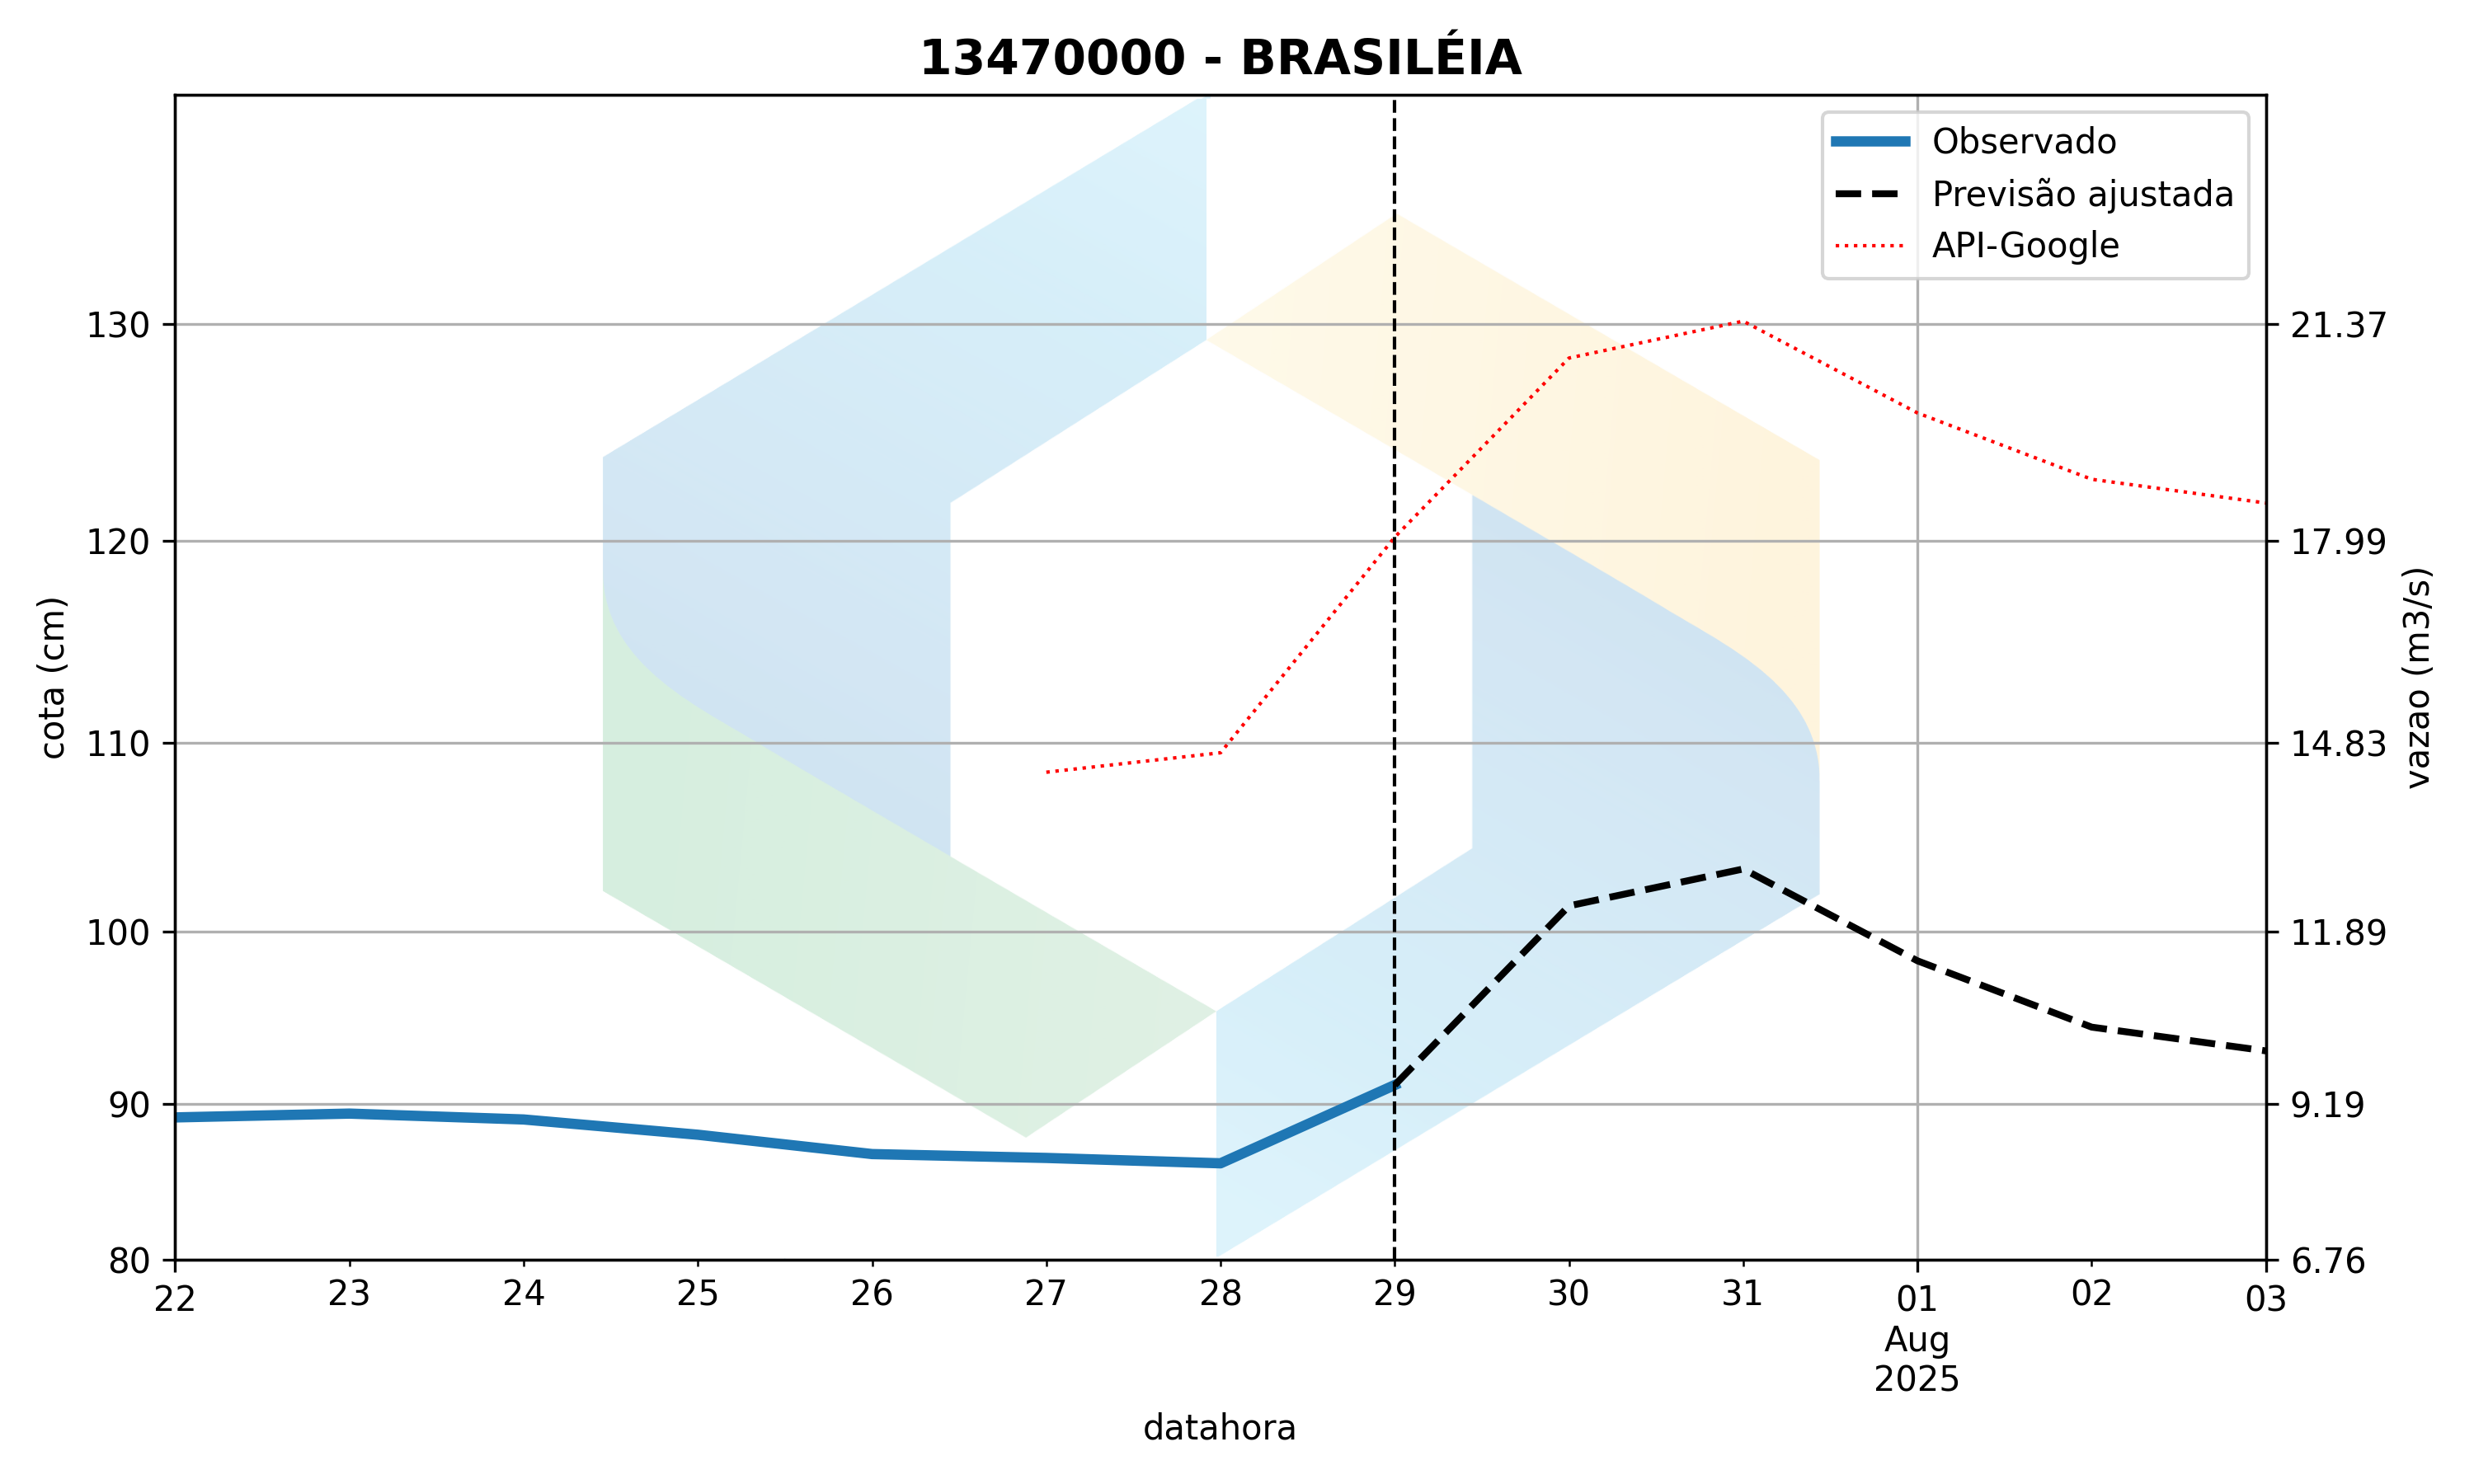 13470000 - BRASILÉIA
Observado
Previsão ajustada
API-Google
130
120
110
100
90
80
cota (cm)
21.37
17.99
14.83
11.89
9.19
6.76
vazao (m3/s)
22 23 24 25 26 27 28 29 30 31 01 02 03
Aug
2025
datahora